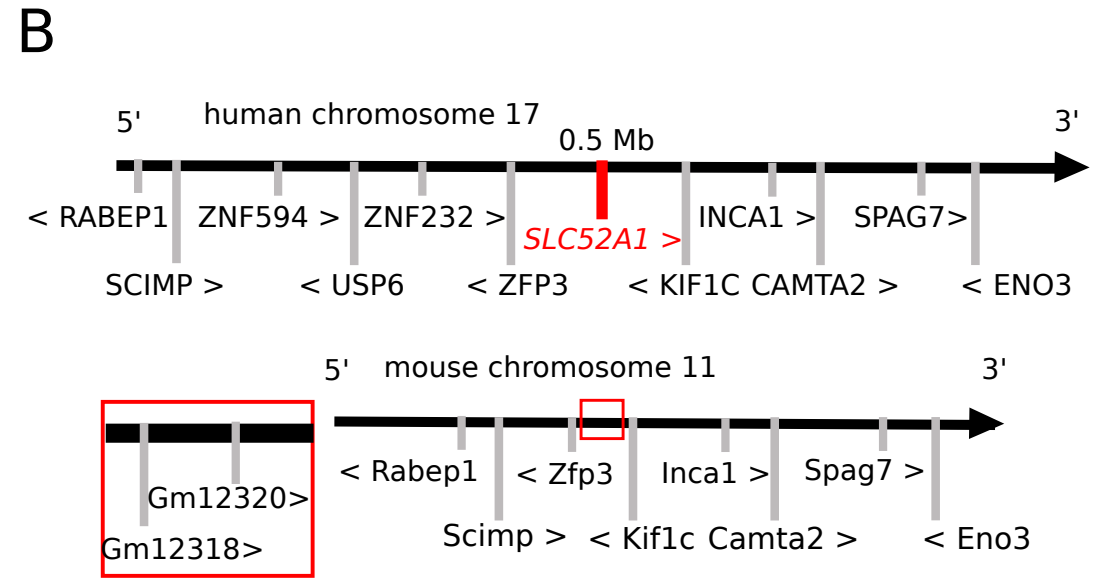 B
5' human chromosome 17 3'
0.5 Mb
< RABEP1 ZNF594 > ZNF232 > INCA1 > SPAG7>
SLC52A1 >
SCIMP > < USP6 < ZFP3 < KIF1C CAMTA2 > < ENO3
5' mouse chromosome 11 3'
< Rabep1 < Zfp3 Inca1 > Spag7 >
Gm12320>
Scimp > < Kif1c Camta2 > < Eno3
Gm12318>